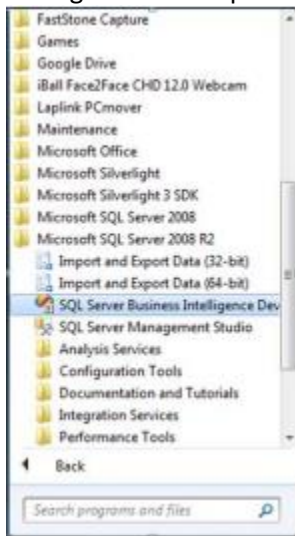 FastStone Capture
Games
Google Drive
iBall Face2Face CHD 12.0 Webcam
Laplink PCmover
Maintenance
Microsoft Office
Microsoft Silverlight
Microsoft Silverlight 3 SDK
Microsoft SQL Server 2008
Microsoft SQL Server 2008 R2
Import and Export Data (32-bit)
Import and Export Data (64-bit)
SQL Server Business Intelligence Dev
SQL Server Management Studio
Analysis Services
Configuration Tools
Documentation and Tutorials
Integration Services
Performance Tools
Back
Search programs and files